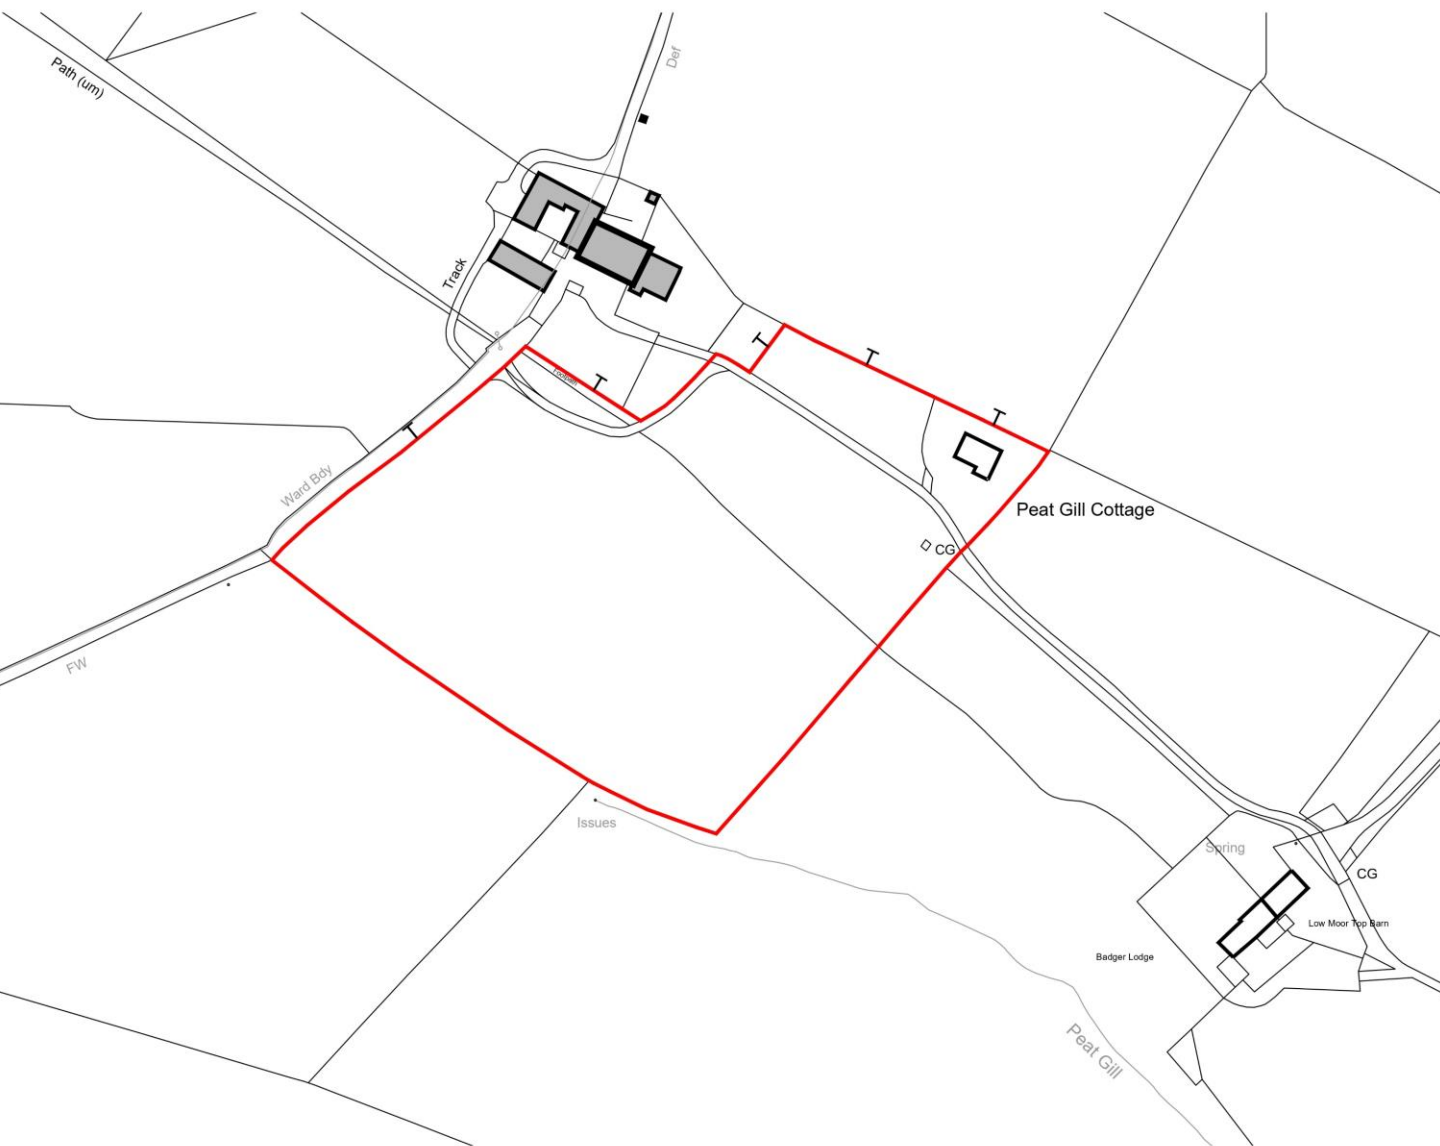 Def
Path (um)
Track
Footpath
Ward Bdy
Peat Gill Cottage
CG
FW
Issues
Spring
CG
Low Moor Top Barn
Badger Lodge
Peat Gill